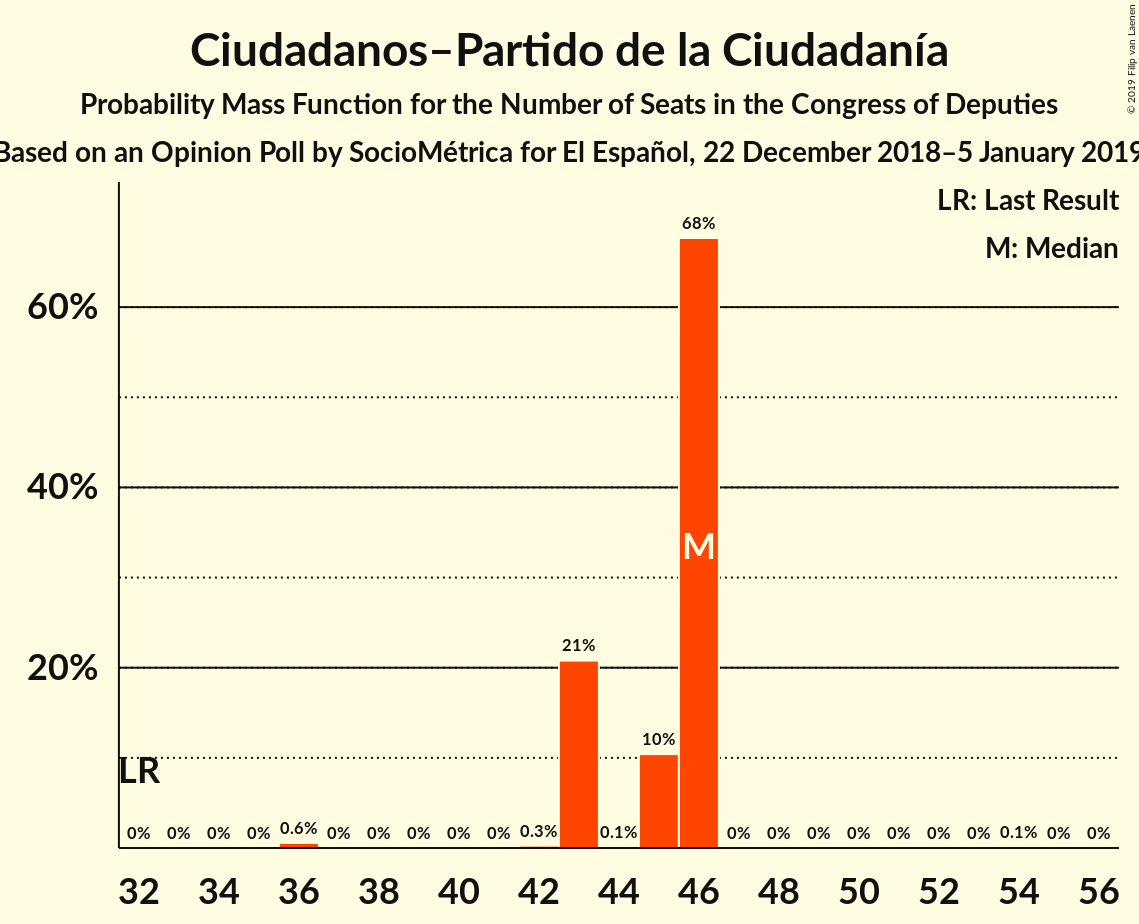 Ciudadanos–Partido de la Ciudadanía
Probability Mass Function for the Number of Seats in the Congress of Deputies
Based on an Opinion Poll by SocioMétrica for El Español, 22 December 2018–5 January 2019
© 2019 Filip van Laenen
LR: Last Result
M: Median
68%
60%
M
40%
21%
20%
10%
LR
0% 0% 0% 0% 0.6% 0% 0% 0% 0% 0% 0.3% 0.1% 0% 0% 0% 0% 0% 0% 0% 0.1% 0% 0%
32 34 36 38 40 42 44 46 48 50 52 54 56